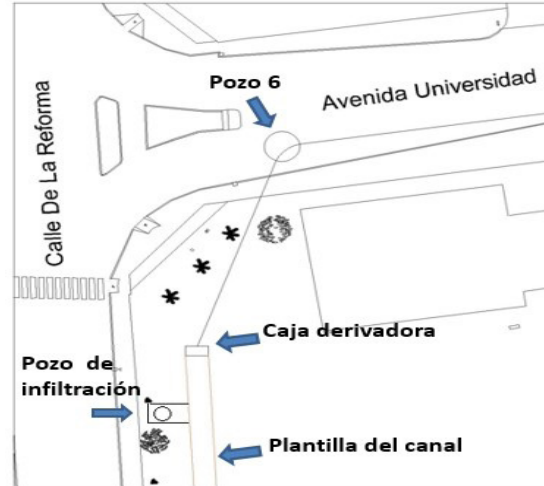 Pozo 6
Avenida Universidad
Calle De La Reforma
Caja derivadora
Pozo de
infiltración
Plantilla del canal